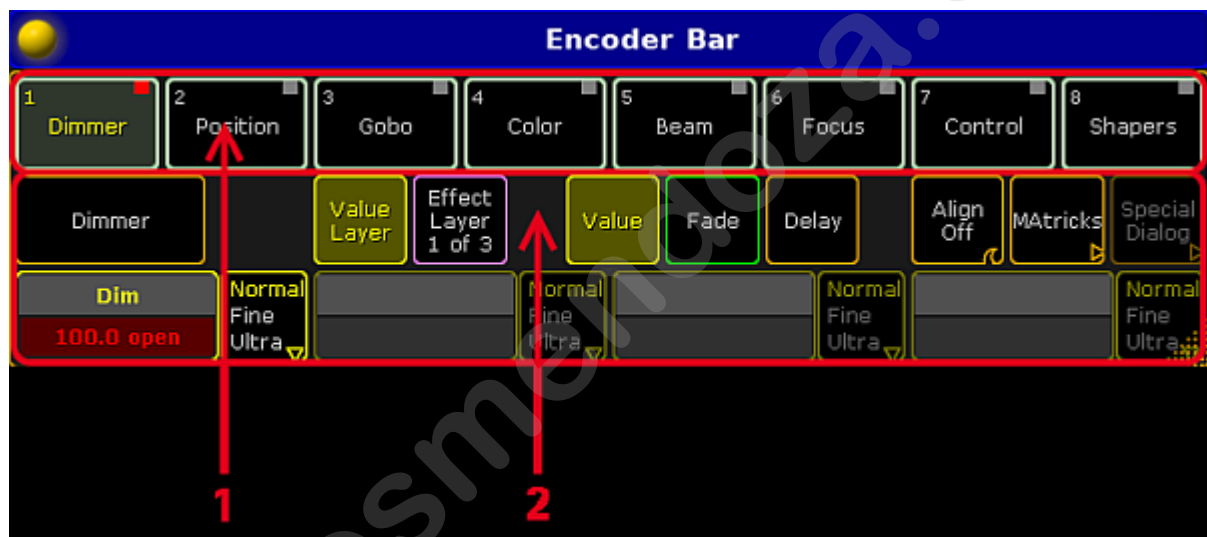 Encoder Bar
1 2 3 4 5 6 7 8
Dimmer Position Gobo Color Beam Focus Control Shapers
Dimmer
Value
Layer
Effect
Layer
1 of 3
Value
Fade
Delay
Align
Off
MAtricks
Special
Dialog
Dim
100.0 open
Normal
Fine
Ultra
Normal
Fine
Ultra
Normal
Fine
Ultra
Normal
Fine
Ultra
1 2
esmendoza.